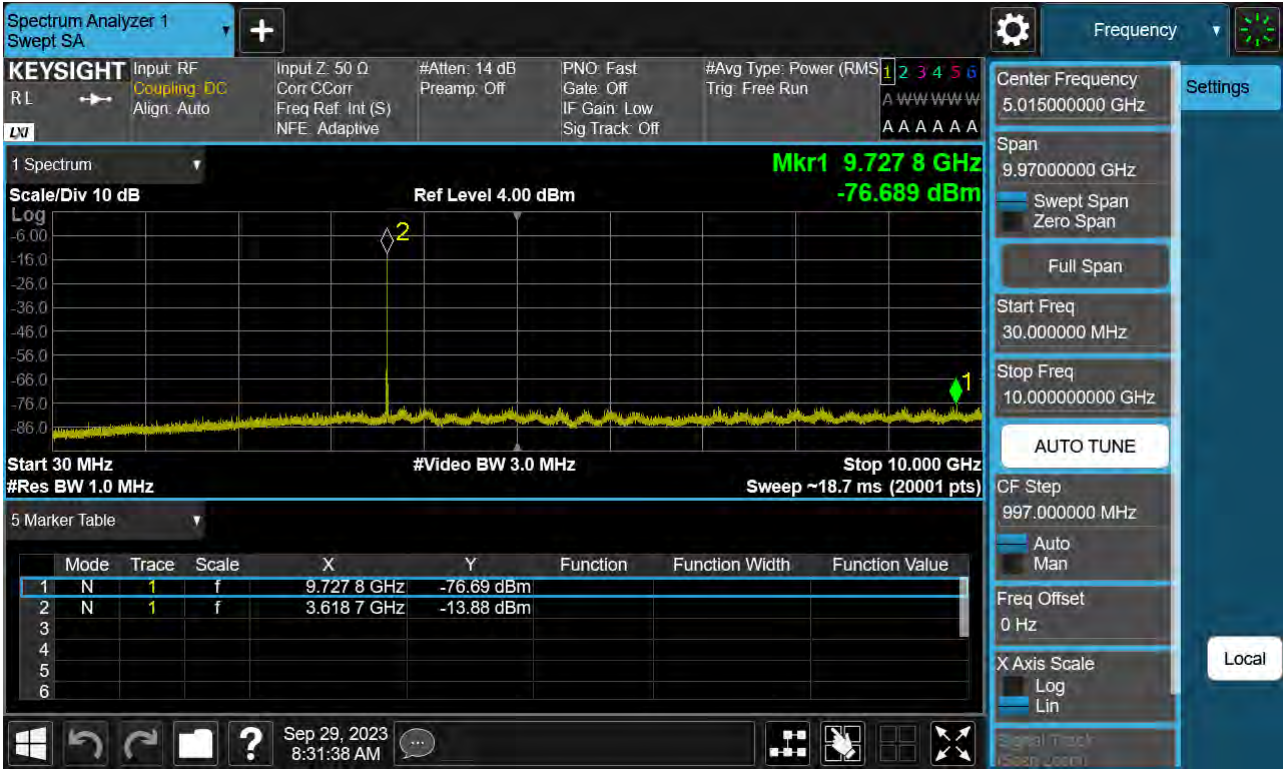 Spectrum Analyzer 1
Swept SA
+
Frequency
KEYSIGHT
R L
LXI
Input: RF
Coupling: DC
Align: Auto
Input Z: 50 Ω
Corr CCorr
Freq Ref: Int (S)
NFE: Adaptive
#Atten: 14 dB
Preamp: Off
PNO: Fast
Gate: Off
IF Gain: Low
Sig Track: Off
#Avg Type: Power (RMS
Trig: Free Run
1 2 3 4 5 6
A W W W W W
A A A A A A
1 Spectrum
Scale/Div 10 dB
Ref Level 4.00 dBm
Mkr1 9.727 8 GHz
-76.689 dBm
Log
-6.00
-16.0
-26.0
-36.0
-46.0
-56.0
-66.0
-76.0
-86.0
2
1
Start 30 MHz
#Video BW 3.0 MHz
Stop 10.000 GHz
#Res BW 1.0 MHz
Sweep ~18.7 ms (20001 pts)
5 Marker Table
Mode Trace Scale X Y Function Function Width Function Value
1 N 1 f 9.727 8 GHz -76.69 dBm
2 N 1 f 3.618 7 GHz -13.88 dBm
3
4
5
6
Center Frequency
5.015000000 GHz
Span
9.97000000 GHz
Swept Span
Zero Span
Full Span
Start Freq
30.000000 MHz
Stop Freq
10.000000000 GHz
AUTO TUNE
CF Step
997.000000 MHz
Auto
Man
Freq Offset
0 Hz
X Axis Scale
Log
Lin
Signal Track
(Span Zoom)
Settings
Local
?
Sep 29, 2023
8:31:38 AM